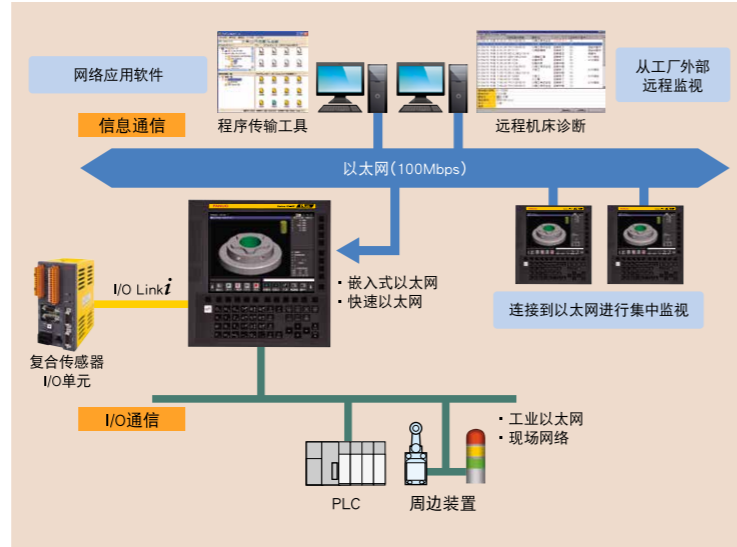 网络应用软件
从工厂外部
远程监视
信息通信
程序传输工具
远程机床诊断
以太网(100Mbps)
FANUC
I/O Link i
・嵌入式以太网
・快速以太网
连接到以太网进行集中监视
复合传感器
I/O单元
I/O通信
・工业以太网
・现场网络
PLC
周边装置